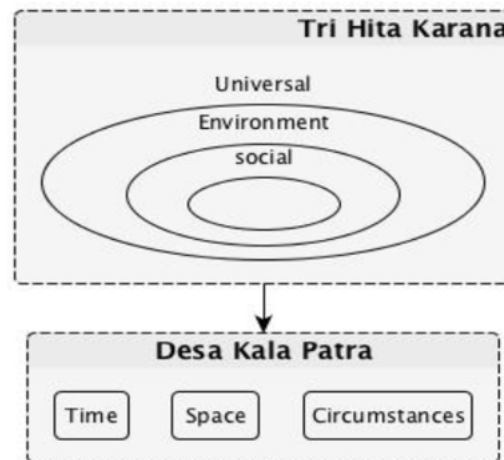 Tri Hita Karana
Universal
Environment
social
Desa Kala Patra
Time Space Circumstances